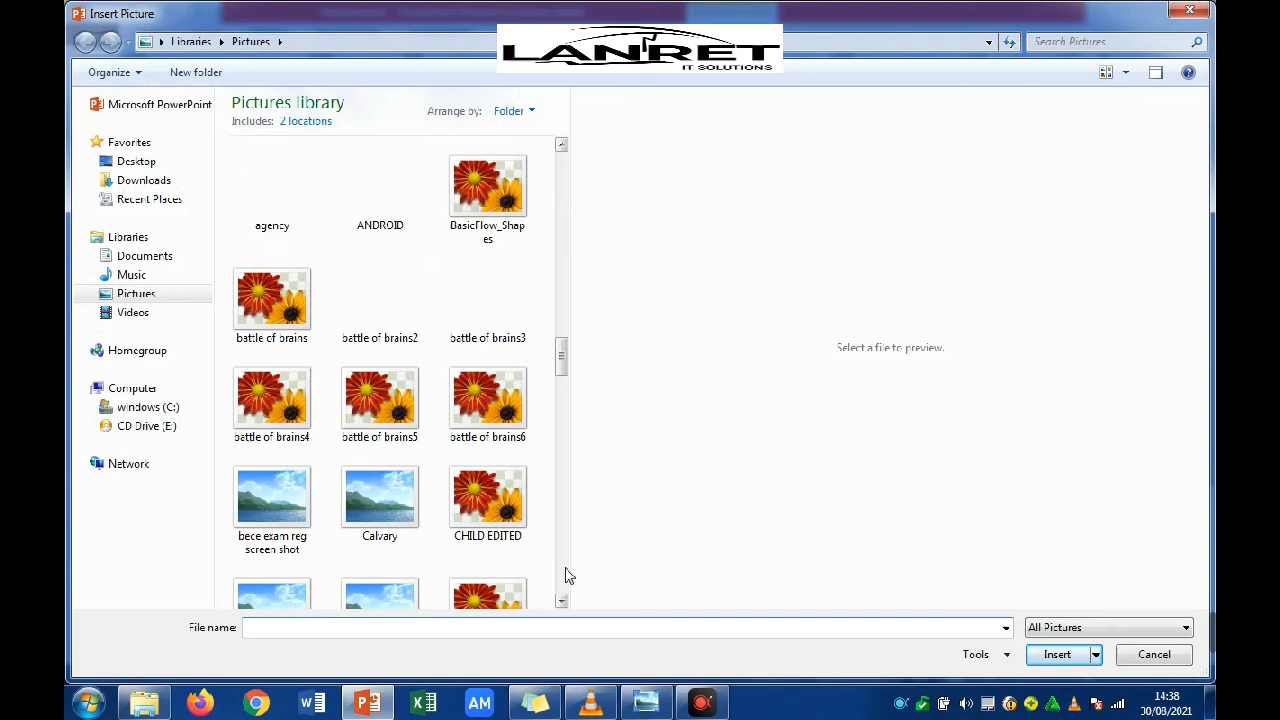 Insert Picture
Libraries
Pictures
LANRET
IT SOLUTIONS
Search Pictures
Organize
New folder
Microsoft PowerPoint
Favorites
Desktop
Downloads
Recent Places
Libraries
Documents
Music
Pictures
Videos
Homegroup
Computer
windows (C:)
CD Drive (E:)
Network
Pictures library
Includes: 2 locations
Arrange by: Folder
agency
ANDROID
BasicFlow_Shap
es
battle of brains
battle of brains2
battle of brains3
battle of brains4
battle of brains5
battle of brains6
bece exam reg
screen shot
Calvary
CHILD EDITED
Select a file to preview.
File name:
All Pictures
Tools
Insert
Cancel
AM
14:38
30/08/2021